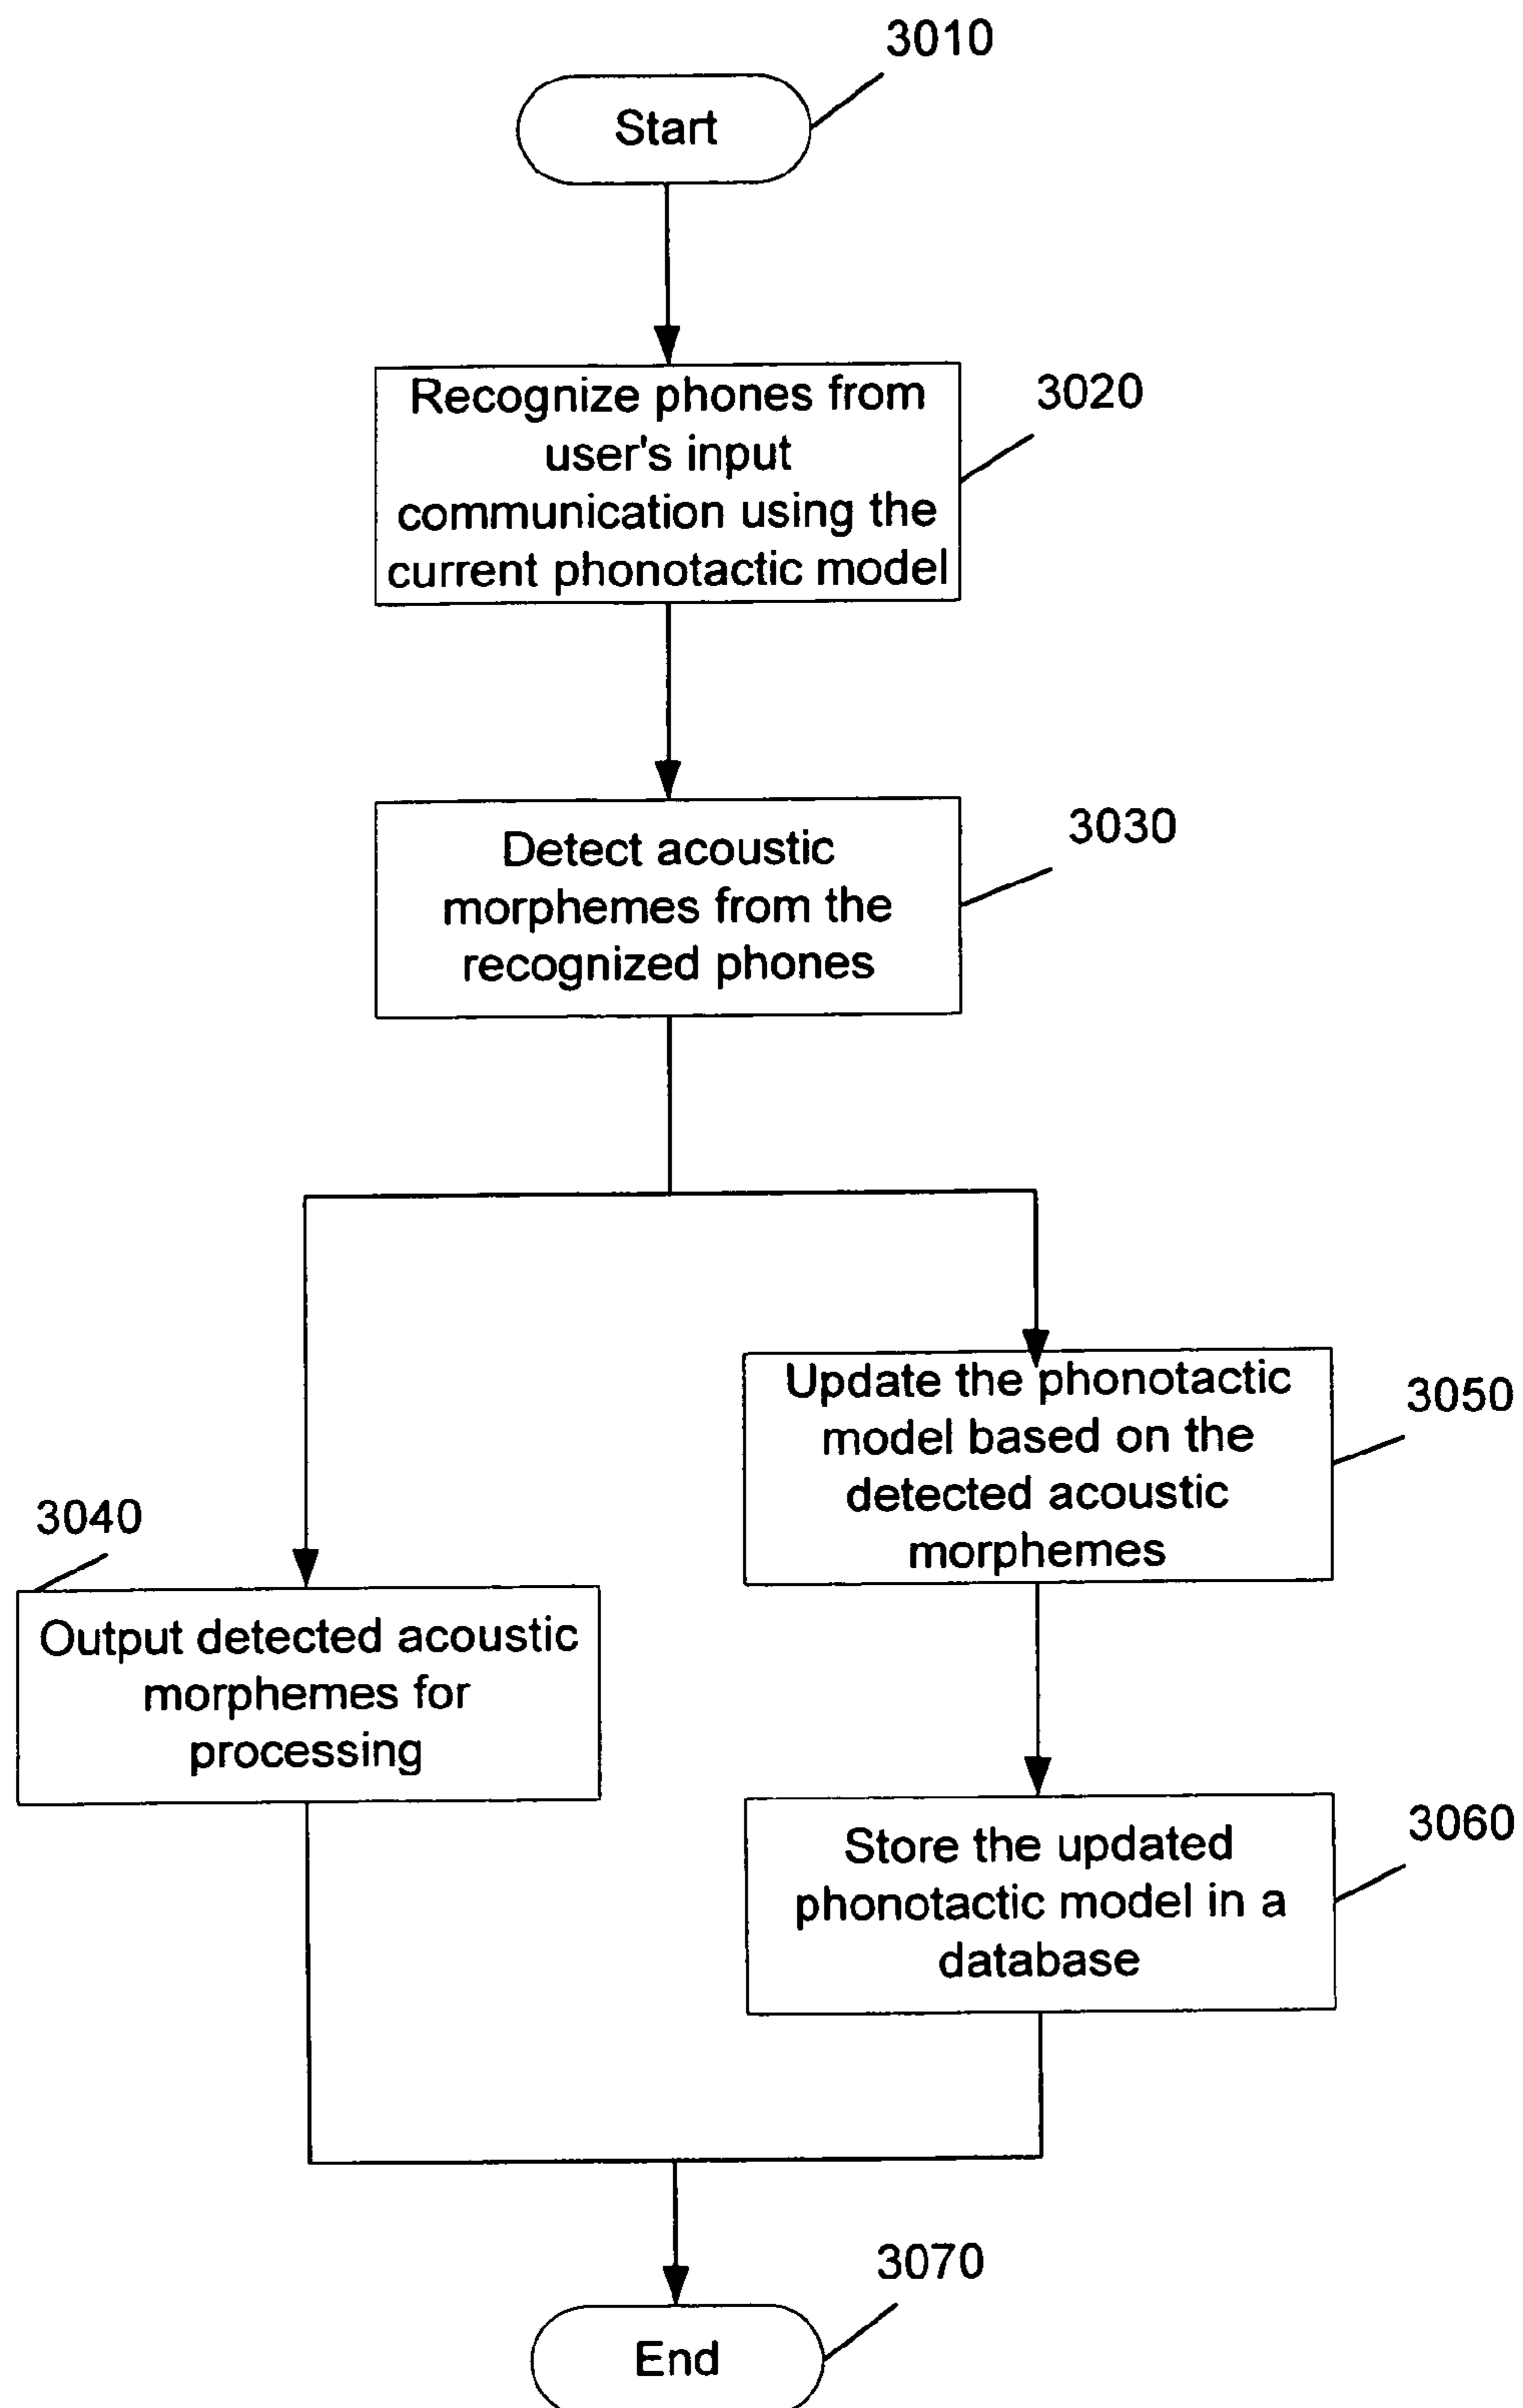 3010
Start
3020
Recognize phones from
user's input
communication using the
current phonotactic model
3030
Detect acoustic
morphemes from the
recognized phones
3050
Update the phonotactic
model based on the
detected acoustic
morphemes
3040
Output detected acoustic
morphemes for
processing
3060
Store the updated
phonotactic model in a
database
3070
End